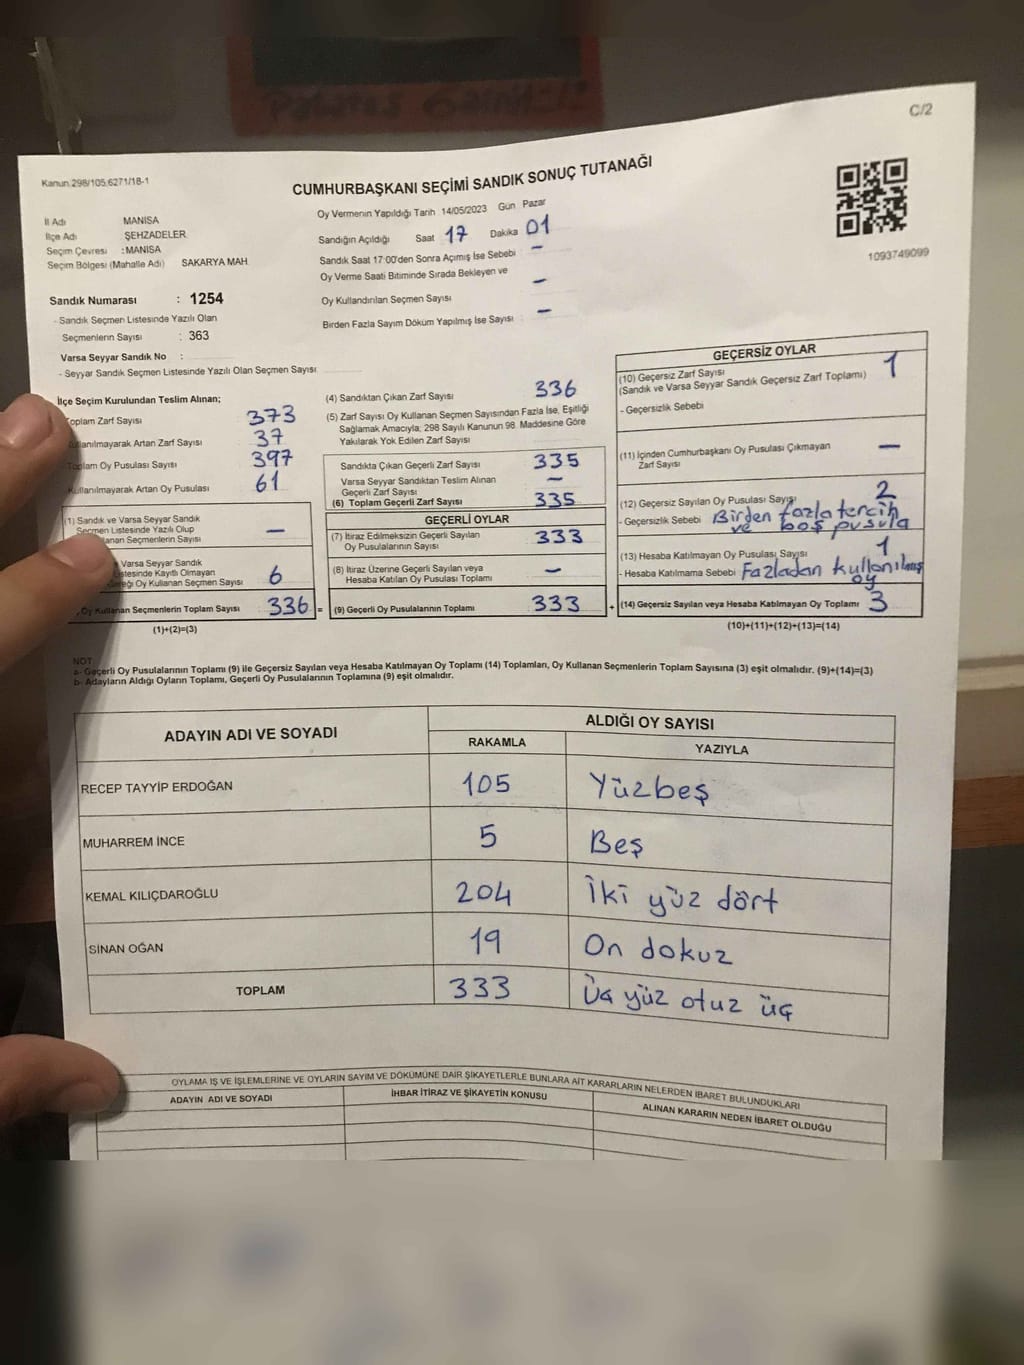 C/2
Kanun:298/105,6271/18-1
CUMHURBAŞKANI SEÇİMİ SANDIK SONUÇ TUTANAĞI
İl Adı MANİSA
İlçe Adı ŞEHZADELER
Seçim Çevresi : MANİSA
Seçim Bölgesi (Mahalle Adı) SAKARYA MAH
Oy Vermenin Yapıldığı Tarih 14/05/2023 Gün Pazar
Sandığın Açıldığı Saat 17 Dakika 01
Sandık Saat 17:00'den Sonra Açımış İse Sebebi –
Oy Verme Saati Bitiminde Sırada Bekleyen ve
Oy Kullandırılan Seçmen Sayısı –
Birden Fazla Sayım Döküm Yapılmış İse Sayısı –
1093749099
Sandık Numarası : 1254
- Sandık Seçmen Listesinde Yazılı Olan
Seçmenlerin Sayısı : 363
Varsa Seyyar Sandık No :
- Seyyar Sandık Seçmen Listesinde Yazılı Olan Seçmen Sayısı
İlçe Seçim Kurulundan Teslim Alınan;
Toplam Zarf Sayısı 373
Kullanılmayarak Artan Zarf Sayısı 37
Toplam Oy Pusulası Sayısı 397
Kullanılmayarak Artan Oy Pusulası 61
(1) Sandık ve Varsa Seyyar Sandık
Seçmen Listesinde Yazılı Olup
Seçmenlerin Sayısı –
Varsa Seyyar Sandık
Listesinde Kayıtlı Olmayan
Oy Kullanan Seçmen Sayısı 6
Oy Kullanan Seçmenlerin Toplam Sayısı 336 =
(1)+(2)=(3)
(4) Sandıktan Çıkan Zarf Sayısı 336
(5) Zarf Sayısı Oy Kullanan Seçmen Sayısından Fazla İse, Eşitliği
Sağlamak Amacıyla; 298 Sayılı Kanunun 98. Maddesine Göre
Yakılarak Yok Edilen Zarf Sayısı
Sandıkta Çıkan Geçerli Zarf Sayısı 335
Varsa Seyyar Sandıktan Teslim Alınan
Geçerli Zarf Sayısı –
(6) Toplam Geçerli Zarf Sayısı 335
GEÇERLİ OYLAR
(7) İtiraz Edilmeksizin Geçerli Sayılan
Oy Pusulalarının Sayısı 333
(8) İtiraz Üzerine Geçerli Sayılan veya
Hesaba Katılan Oy Pusulası Toplamı –
(9) Geçerli Oy Pusulalarının Toplamı 333 +
GEÇERSİZ OYLAR
(10) Geçersiz Zarf Sayısı 1
(Sandık ve Varsa Seyyar Sandık Geçersiz Zarf Toplamı)
- Geçersizlik Sebebi
(11) İçinden Cumhurbaşkanı Oy Pusulası Çıkmayan
Zarf Sayısı –
(12) Geçersiz Sayılan Oy Pusulası Sayısı 2
- Geçersizlik Sebebi Birden fazla tercih
ve boş pusula
(13) Hesaba Katılmayan Oy Pusulası Sayısı 1
- Hesaba Katılmama Sebebi Fazladan kullanılmış
oy
(14) Geçersiz Sayılan veya Hesaba Katılmayan Oy Toplamı 3
(10)+(11)+(12)+(13)=(14)
NOT
a- Geçerli Oy Pusulalarının Toplamı (9) ile Geçersiz Sayılan veya Hesaba Katılmayan Oy Toplamı (14) Toplamları, Oy Kullanan Seçmenlerin Toplam Sayısına (3) eşit olmalıdır. (9)+(14)=(3)
b- Adayların Aldığı Oyların Toplamı, Geçerli Oy Pusulalarının Toplamına (9) eşit olmalıdır.
ADAYIN ADI VE SOYADI
ALDIĞI OY SAYISI
RAKAMLA YAZIYLA
RECEP TAYYİP ERDOĞAN 105 Yüzbeş
MUHARREM İNCE 5 Beş
KEMAL KILIÇDAROĞLU 204 İki yüz dört
SİNAN OĞAN 19 On dokuz
TOPLAM 333 Üç yüz otuz üç
OYLAMA İŞ VE İŞLEMLERİNE VE OYLARIN SAYIM VE DÖKÜMÜNE DAİR ŞİKAYETLERLE BUNLARA AİT KARARLARIN NELERDEN İBARET BULUNDUKLARI
ADAYIN ADI VE SOYADI İHBAR İTİRAZ VE ŞİKAYETİN KONUSU ALINAN KARARIN NEDEN İBARET OLDUĞU